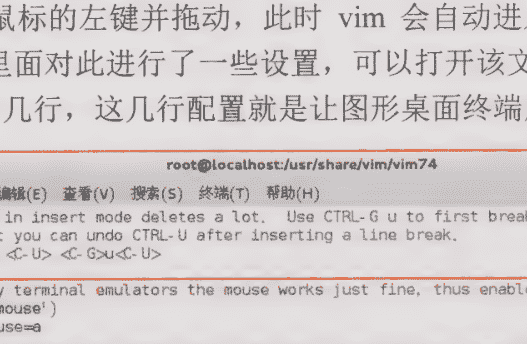 鼠标的左键并拖动，此时 vim 会自动进
里面对此进行了一些设置，可以打开该文
几行，这几行配置就是让图形桌面终端
root@localhost:/usr/share/vim/vim74
编辑(E) 查看(V) 搜索(S) 终端(T) 帮助(H)
in insert mode deletes a lot. Use CTRL-G u to first break
you can undo CTRL-U after inserting a line break.
<C-U> <C-G>u<C-U>
terminal emulators the mouse works just fine, thus enable
mouse')
use=a